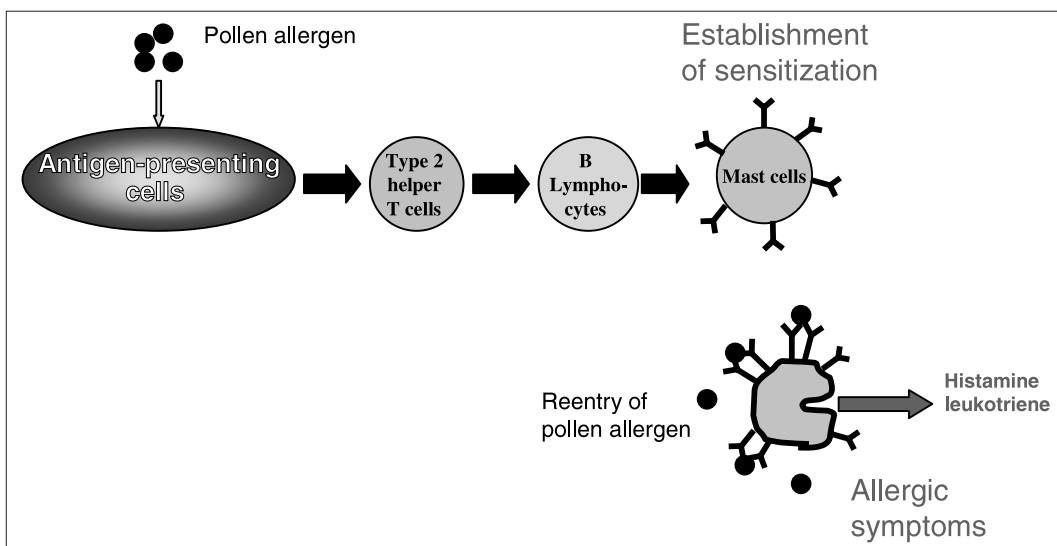 Pollen allergen
Establishment
of sensitization
Antigen-presenting
cells
Type 2
helper
T cells
B
Lympho-
cytes
Mast cells
Reentry of
pollen allergen
Histamine
leukotriene
Allergic
symptoms